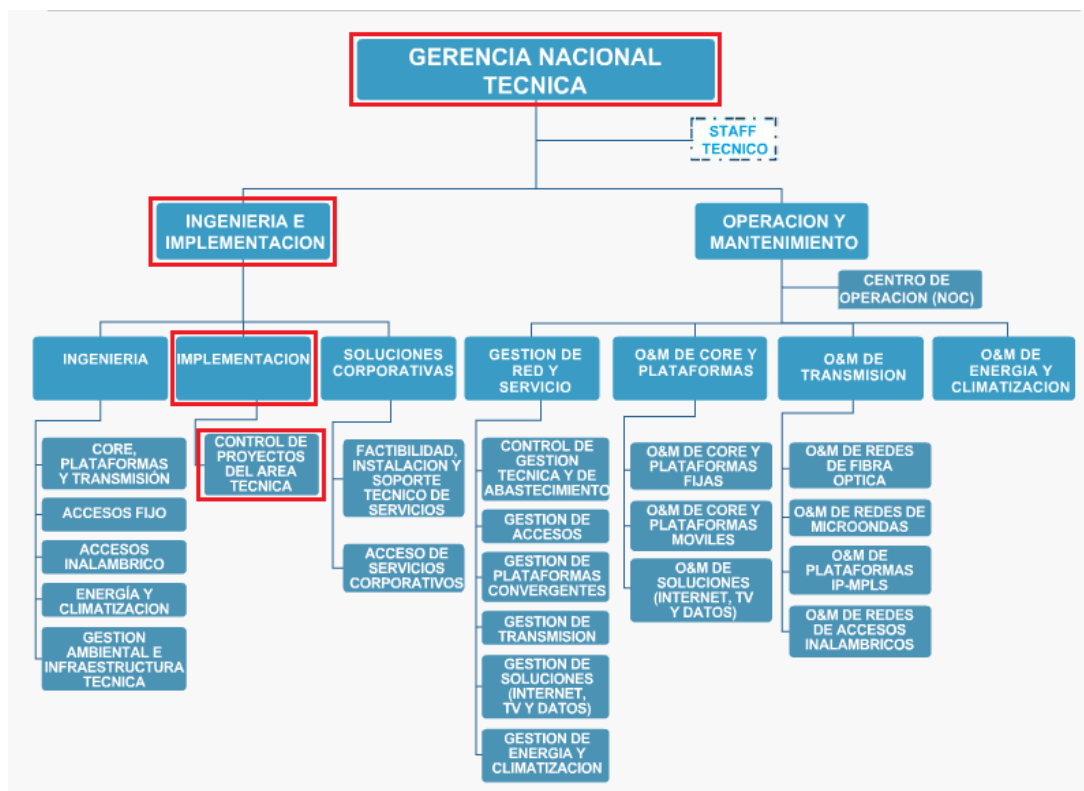 GERENCIA NACIONAL
TECNICA
STAFF
TECNICO
INGENIERIA E
IMPLEMENTACION
OPERACION Y
MANTENIMIENTO
CENTRO DE
OPERACION (NOC)
INGENIERIA
IMPLEMENTACION
SOLUCIONES
CORPORATIVAS
GESTION DE
RED Y
SERVICIO
O&M DE CORE Y
PLATAFORMAS
O&M DE
TRANSMISION
O&M DE
ENERGIA Y
CLIMATIZACION
CORE,
PLATAFORMAS
Y TRANSMISIÓN
ACCESOS FIJO
ACCESOS
INALAMBRICO
ENERGÍA Y
CLIMATIZACION
GESTION
AMBIENTAL E
INFRAESTRUCTURA
TECNICA
CONTROL DE
PROYECTOS
DEL AREA
TECNICA
FACTIBILIDAD,
INSTALACION Y
SOPORTE
TECNICO DE
SERVICIOS
ACCESO DE
SERVICIOS
CORPORATIVOS
CONTROL DE
GESTION
TECNICA Y DE
ABASTECIMIENTO
GESTION DE
ACCESOS
GESTION DE
PLATAFORMAS
CONVERGENTES
GESTION DE
TRANSMISION
GESTION DE
SOLUCIONES
(INTERNET,
TV Y DATOS)
GESTION DE
ENERGIA Y
CLIMATIZACION
O&M DE CORE Y
PLATAFORMAS
FIJAS
O&M DE CORE Y
PLATAFORMAS
MOVILES
O&M DE
SOLUCIONES
(INTERNET, TV
Y DATOS)
O&M DE REDES
DE FIBRA
OPTICA
O&M DE REDES DE
MICROONDAS
O&M DE
PLATAFORMAS
IP-MPLS
O&M DE REDES
DE ACCESOS
INALAMBRICOS